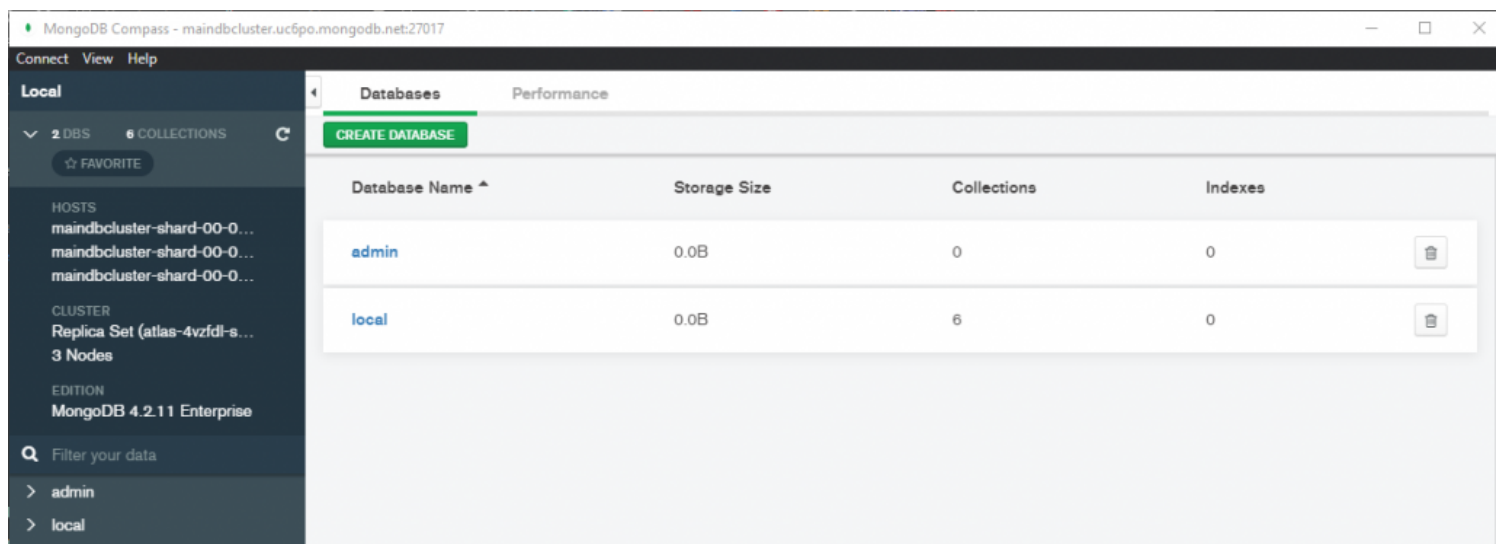 MongoDB Compass - maindbcluster.uc6po.mongodb.net:27017
Connect View Help
Local
2 DBS 6 COLLECTIONS
FAVORITE
HOSTS
maindbcluster-shard-00-0...
maindbcluster-shard-00-0...
maindbcluster-shard-00-0...
CLUSTER
Replica Set (atlas-4vzfdl-s...
3 Nodes
EDITION
MongoDB 4.2.11 Enterprise
Filter your data
admin
local
Databases Performance
CREATE DATABASE
Database Name Storage Size Collections Indexes
admin 0.0B 0 0
local 0.0B 6 0